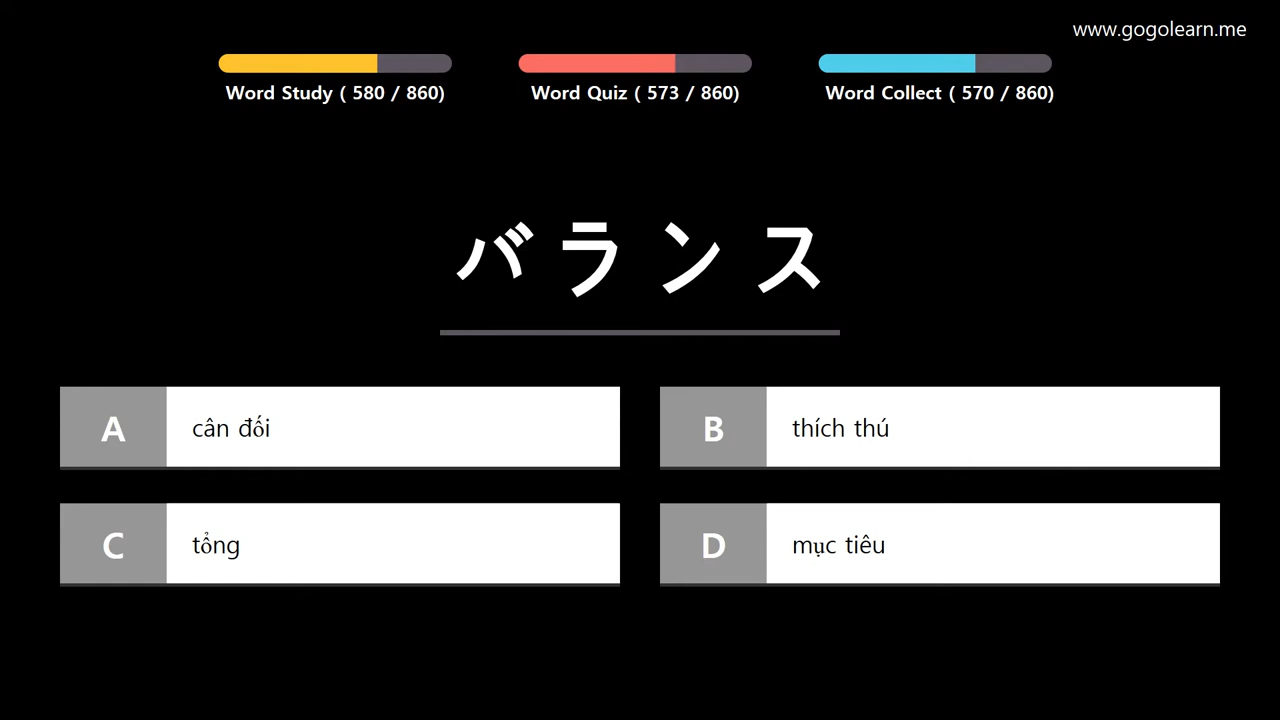 www.gogolearn.me
Word Study ( 580 / 860)
Word Quiz ( 573 / 860)
Word Collect ( 570 / 860)
バランス
A cân đối
B thích thú
C tổng
D mục tiêu